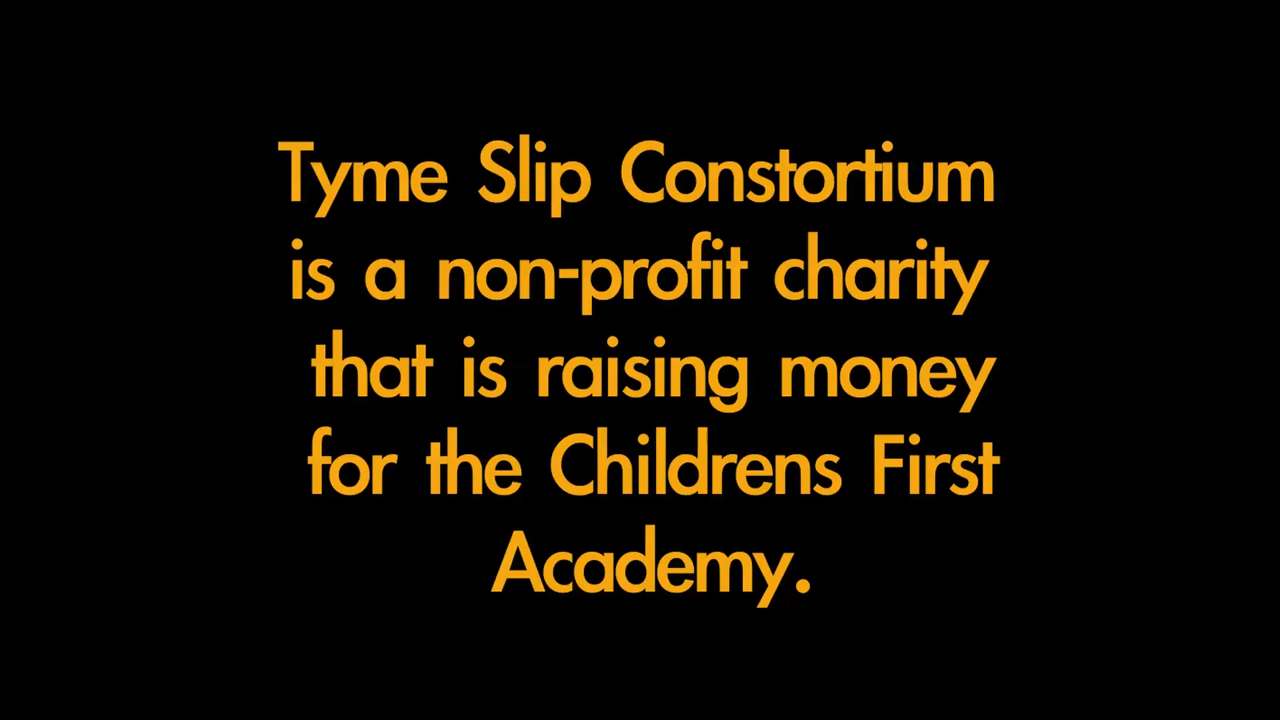 Tyme Slip Constortium
is a non-profit charity
that is raising money
for the Childrens First
Academy.